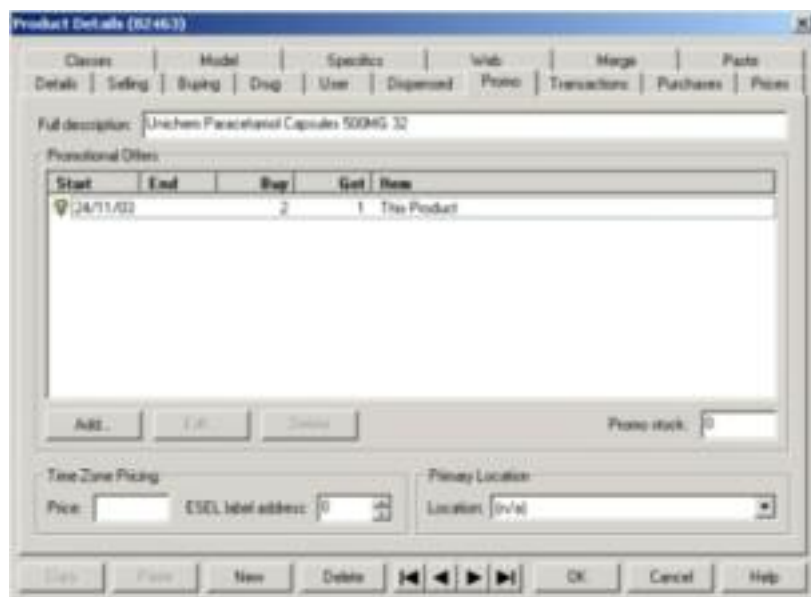 Product Details (82463)
Classes Model Specifics Web Merge Paste
Details Selling Buying Drug User Dispensed Promo Transactions Purchases Prices
Full description: Unichem Paracetamol Capsules 500MG 32
Promotional Offers
Start End Buy Get Item
24/11/03 2 1 This Product
Add... Edit... Delete Promo stock: 0
Time Zone Pricing Primary Location
Price: ESEL label address: 0 Location: (n/a)
Copy Paste New Delete OK Cancel Help